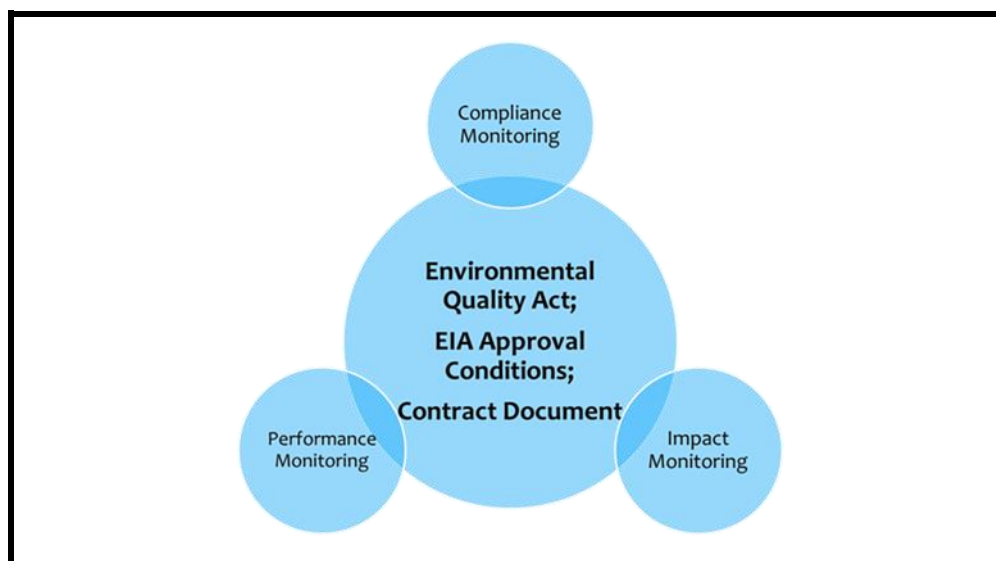 Compliance
Monitoring
Environmental
Quality Act;
EIA Approval
Conditions;
Contract Document
Performance
Monitoring
Impact
Monitoring